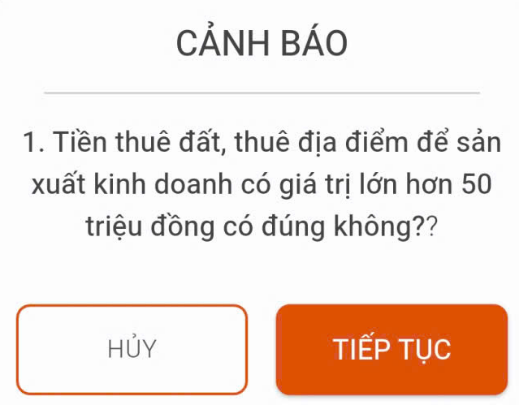 CẢNH BÁO
1. Tiền thuê đất, thuê địa điểm để sản
xuất kinh doanh có giá trị lớn hơn 50
triệu đồng có đúng không??
HỦY
TIẾP TỤC